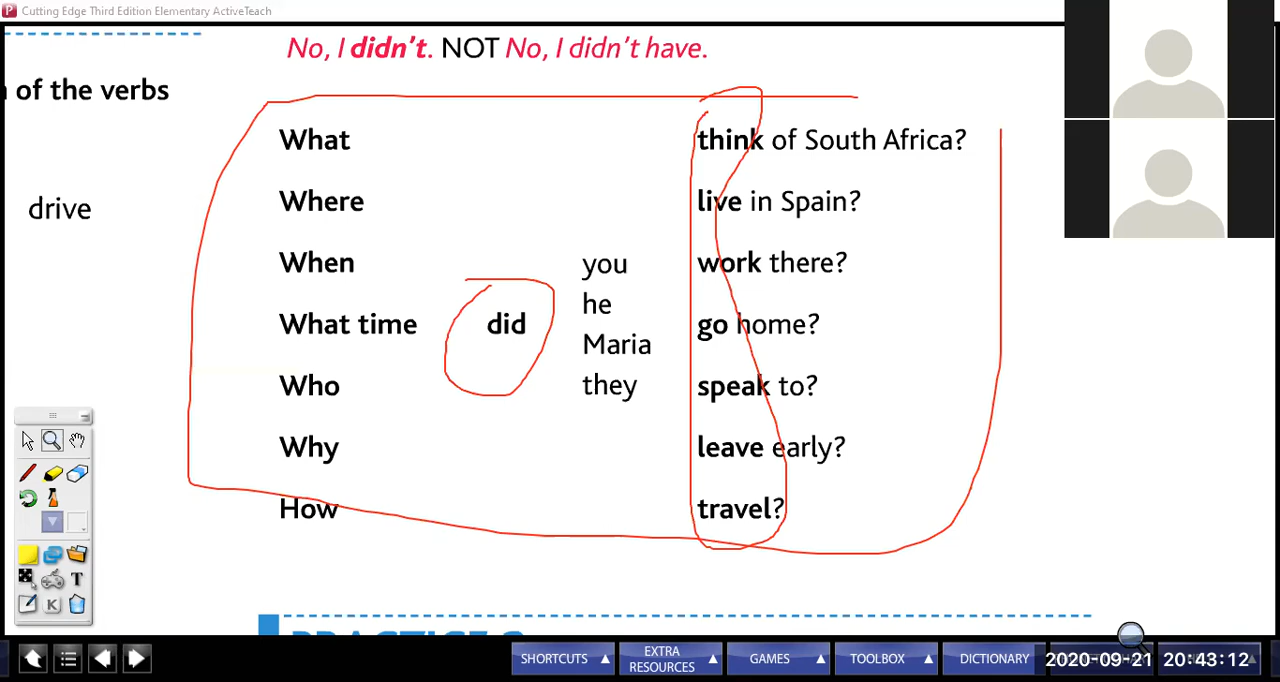 Cutting Edge Third Edition Elementary ActiveTeach
No, I didn't. NOT No, I didn't have.
of the verbs
drive
What think of South Africa?
Where live in Spain?
When you work there?
he
What time did go home?
Maria
Who they speak to?
Why leave early?
How travel?
SHORTCUTS
EXTRA
RESOURCES
GAMES
TOOLBOX
DICTIONARY
2020-09-21 20:43:12